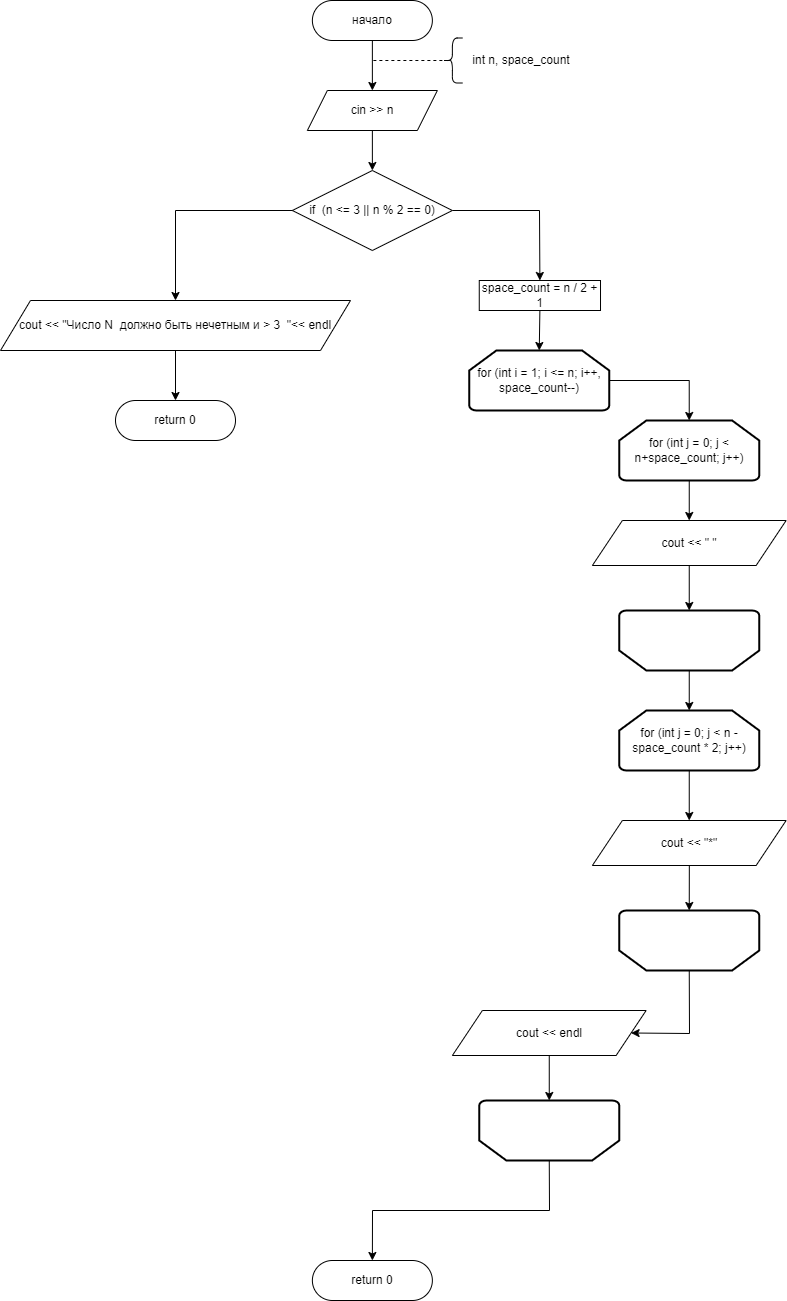 начало
int n, space_count
cin >> n
if (n <= 3 || n % 2 == 0)
cout << "Число N должно быть нечетным и > 3 "<< endl
return 0
space_count = n / 2 +
1
for (int i = 1; i <= n; i++,
space_count--)
for (int j = 0; j <
n+space_count; j++)
cout << " "
for (int j = 0; j < n -
space_count * 2; j++)
cout << "*"
cout << endl
return 0